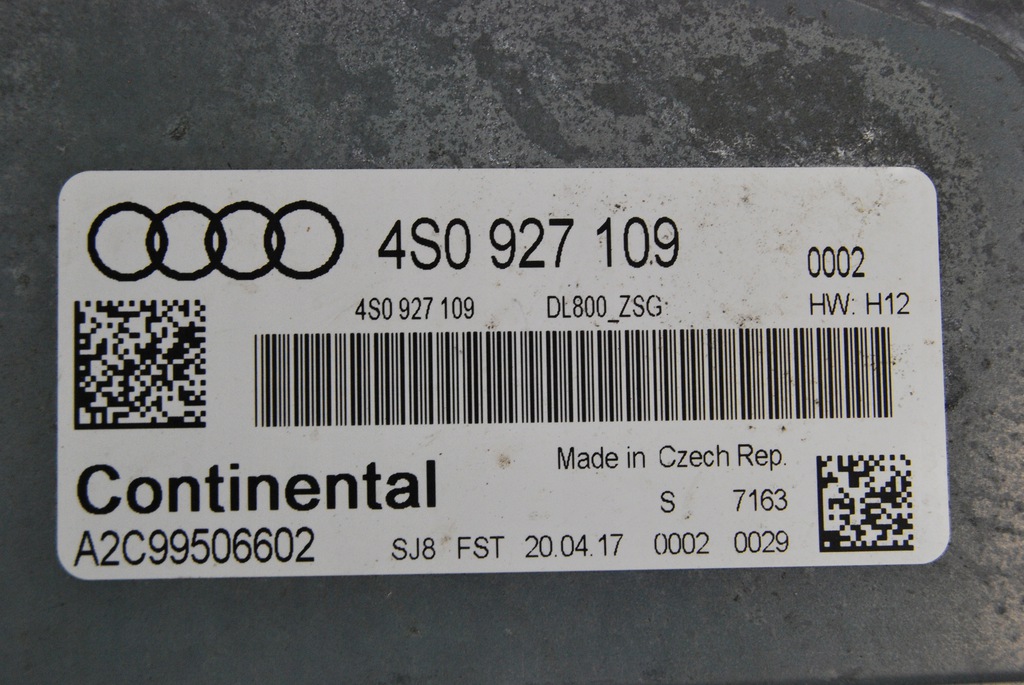 4S0 927 109
0002
4S0 927 109 DL800_ZSG HW: H12
Made in Czech Rep.
Continental
S 7163
A2C99506602 SJ8 FST 20.04.17 0002 0029